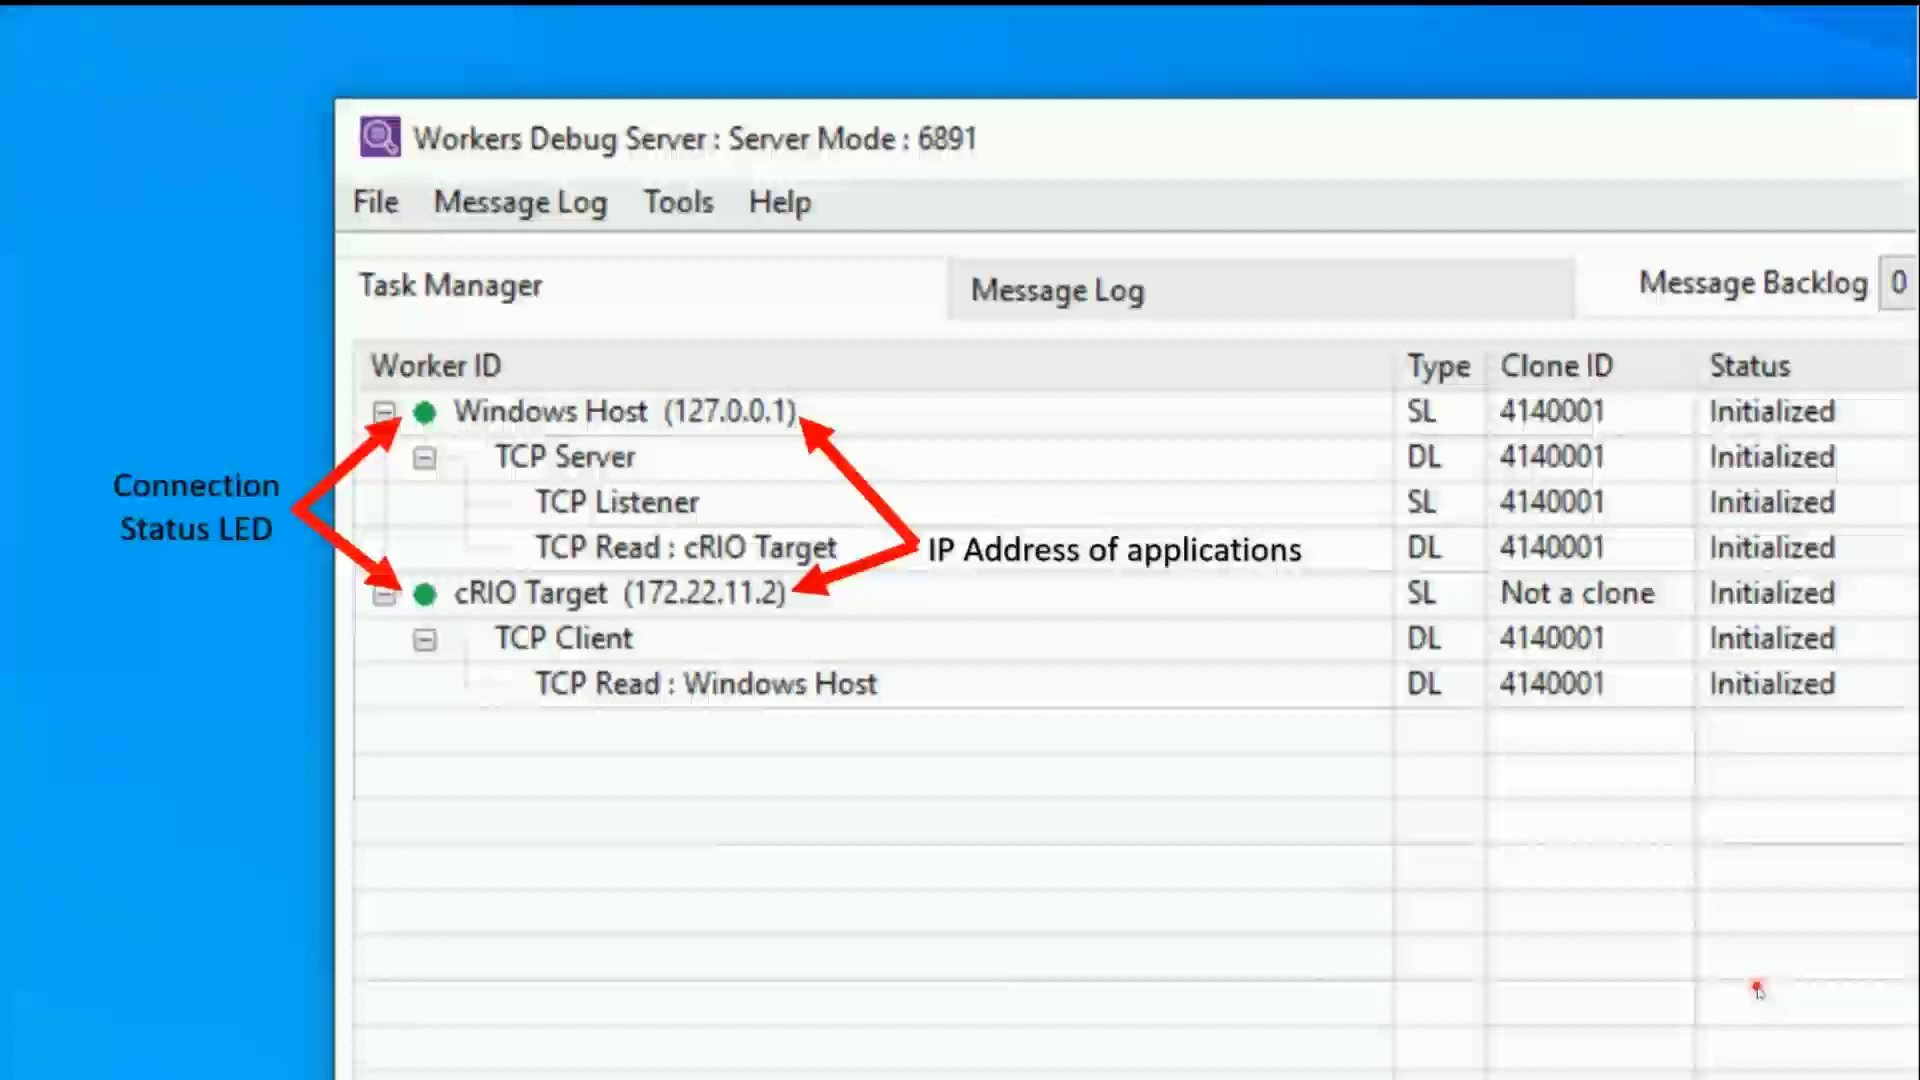 Workers Debug Server : Server Mode : 6891
File Message Log Tools Help
Task Manager Message Log Message Backlog 0
Worker ID Type Clone ID Status
Windows Host (127.0.0.1) SL 4140001 Initialized
TCP Server DL 4140001 Initialized
TCP Listener SL 4140001 Initialized
TCP Read : cRIO Target DL 4140001 Initialized
cRIO Target (172.22.11.2) SL Not a clone Initialized
TCP Client DL 4140001 Initialized
TCP Read : Windows Host DL 4140001 Initialized
Connection
Status LED
IP Address of applications